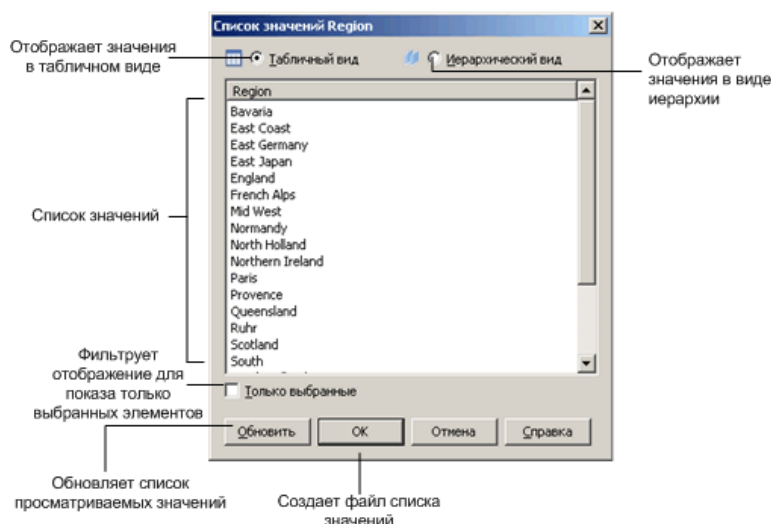 Список значений Region
Отображает значения
в табличном виде
Табличный вид
Иерархический вид
Отображает
значения в виде
иерархии
Region
Bavaria
East Coast
East Germany
East Japan
England
French Alps
Mid West
Normandy
North Holland
Northern Ireland
Paris
Provence
Queensland
Ruhr
Scotland
South
Список значений
Фильтрует
отображение для
показа только
выбранных элементов
Только выбранные
Обновить
OK
Отмена
Справка
Обновляет список
просматриваемых значений
Создает файл списка
значений